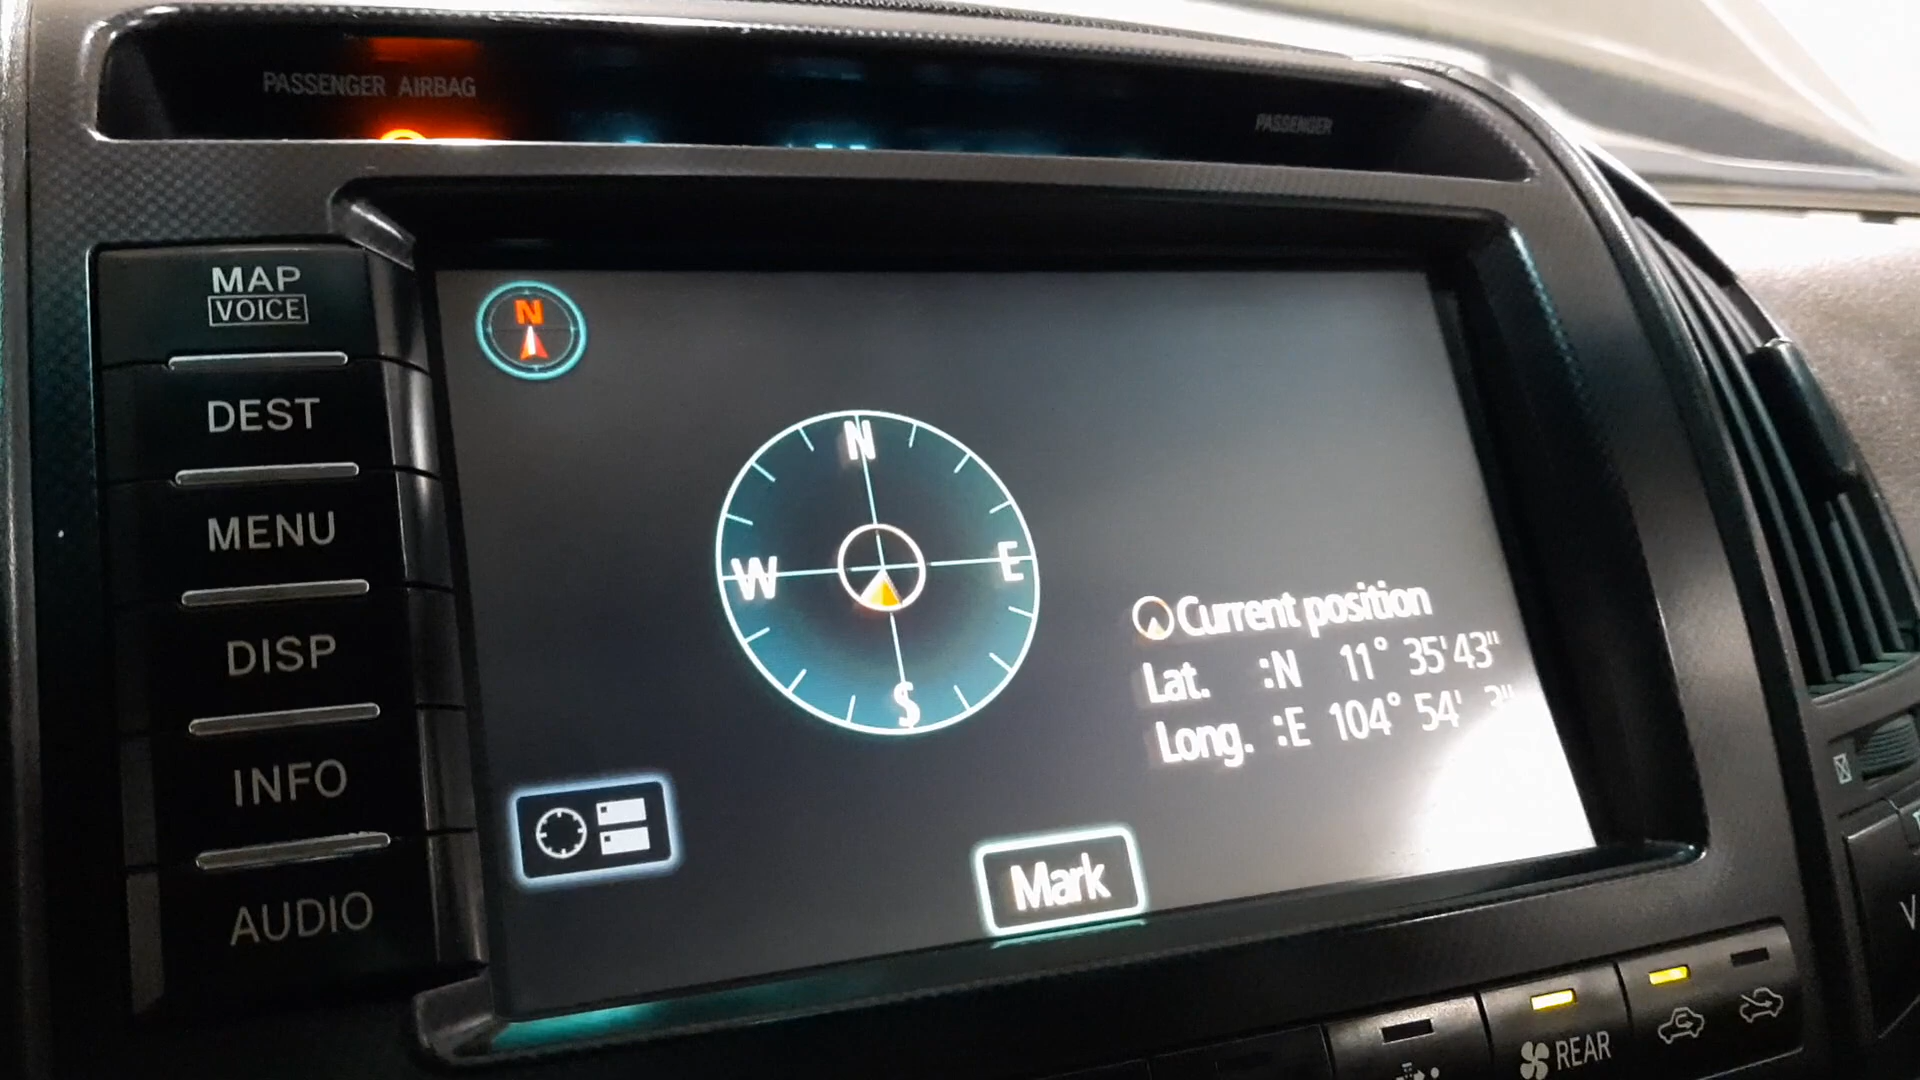 PASSENGER AIRBAG
PASSENGER
MAP
VOICE
DEST
MENU
DISP
INFO
AUDIO
N
N
W
E
S
Current position
Lat. :N 11° 35' 43"
Long. :E 104° 54' 3"
Mark
REAR